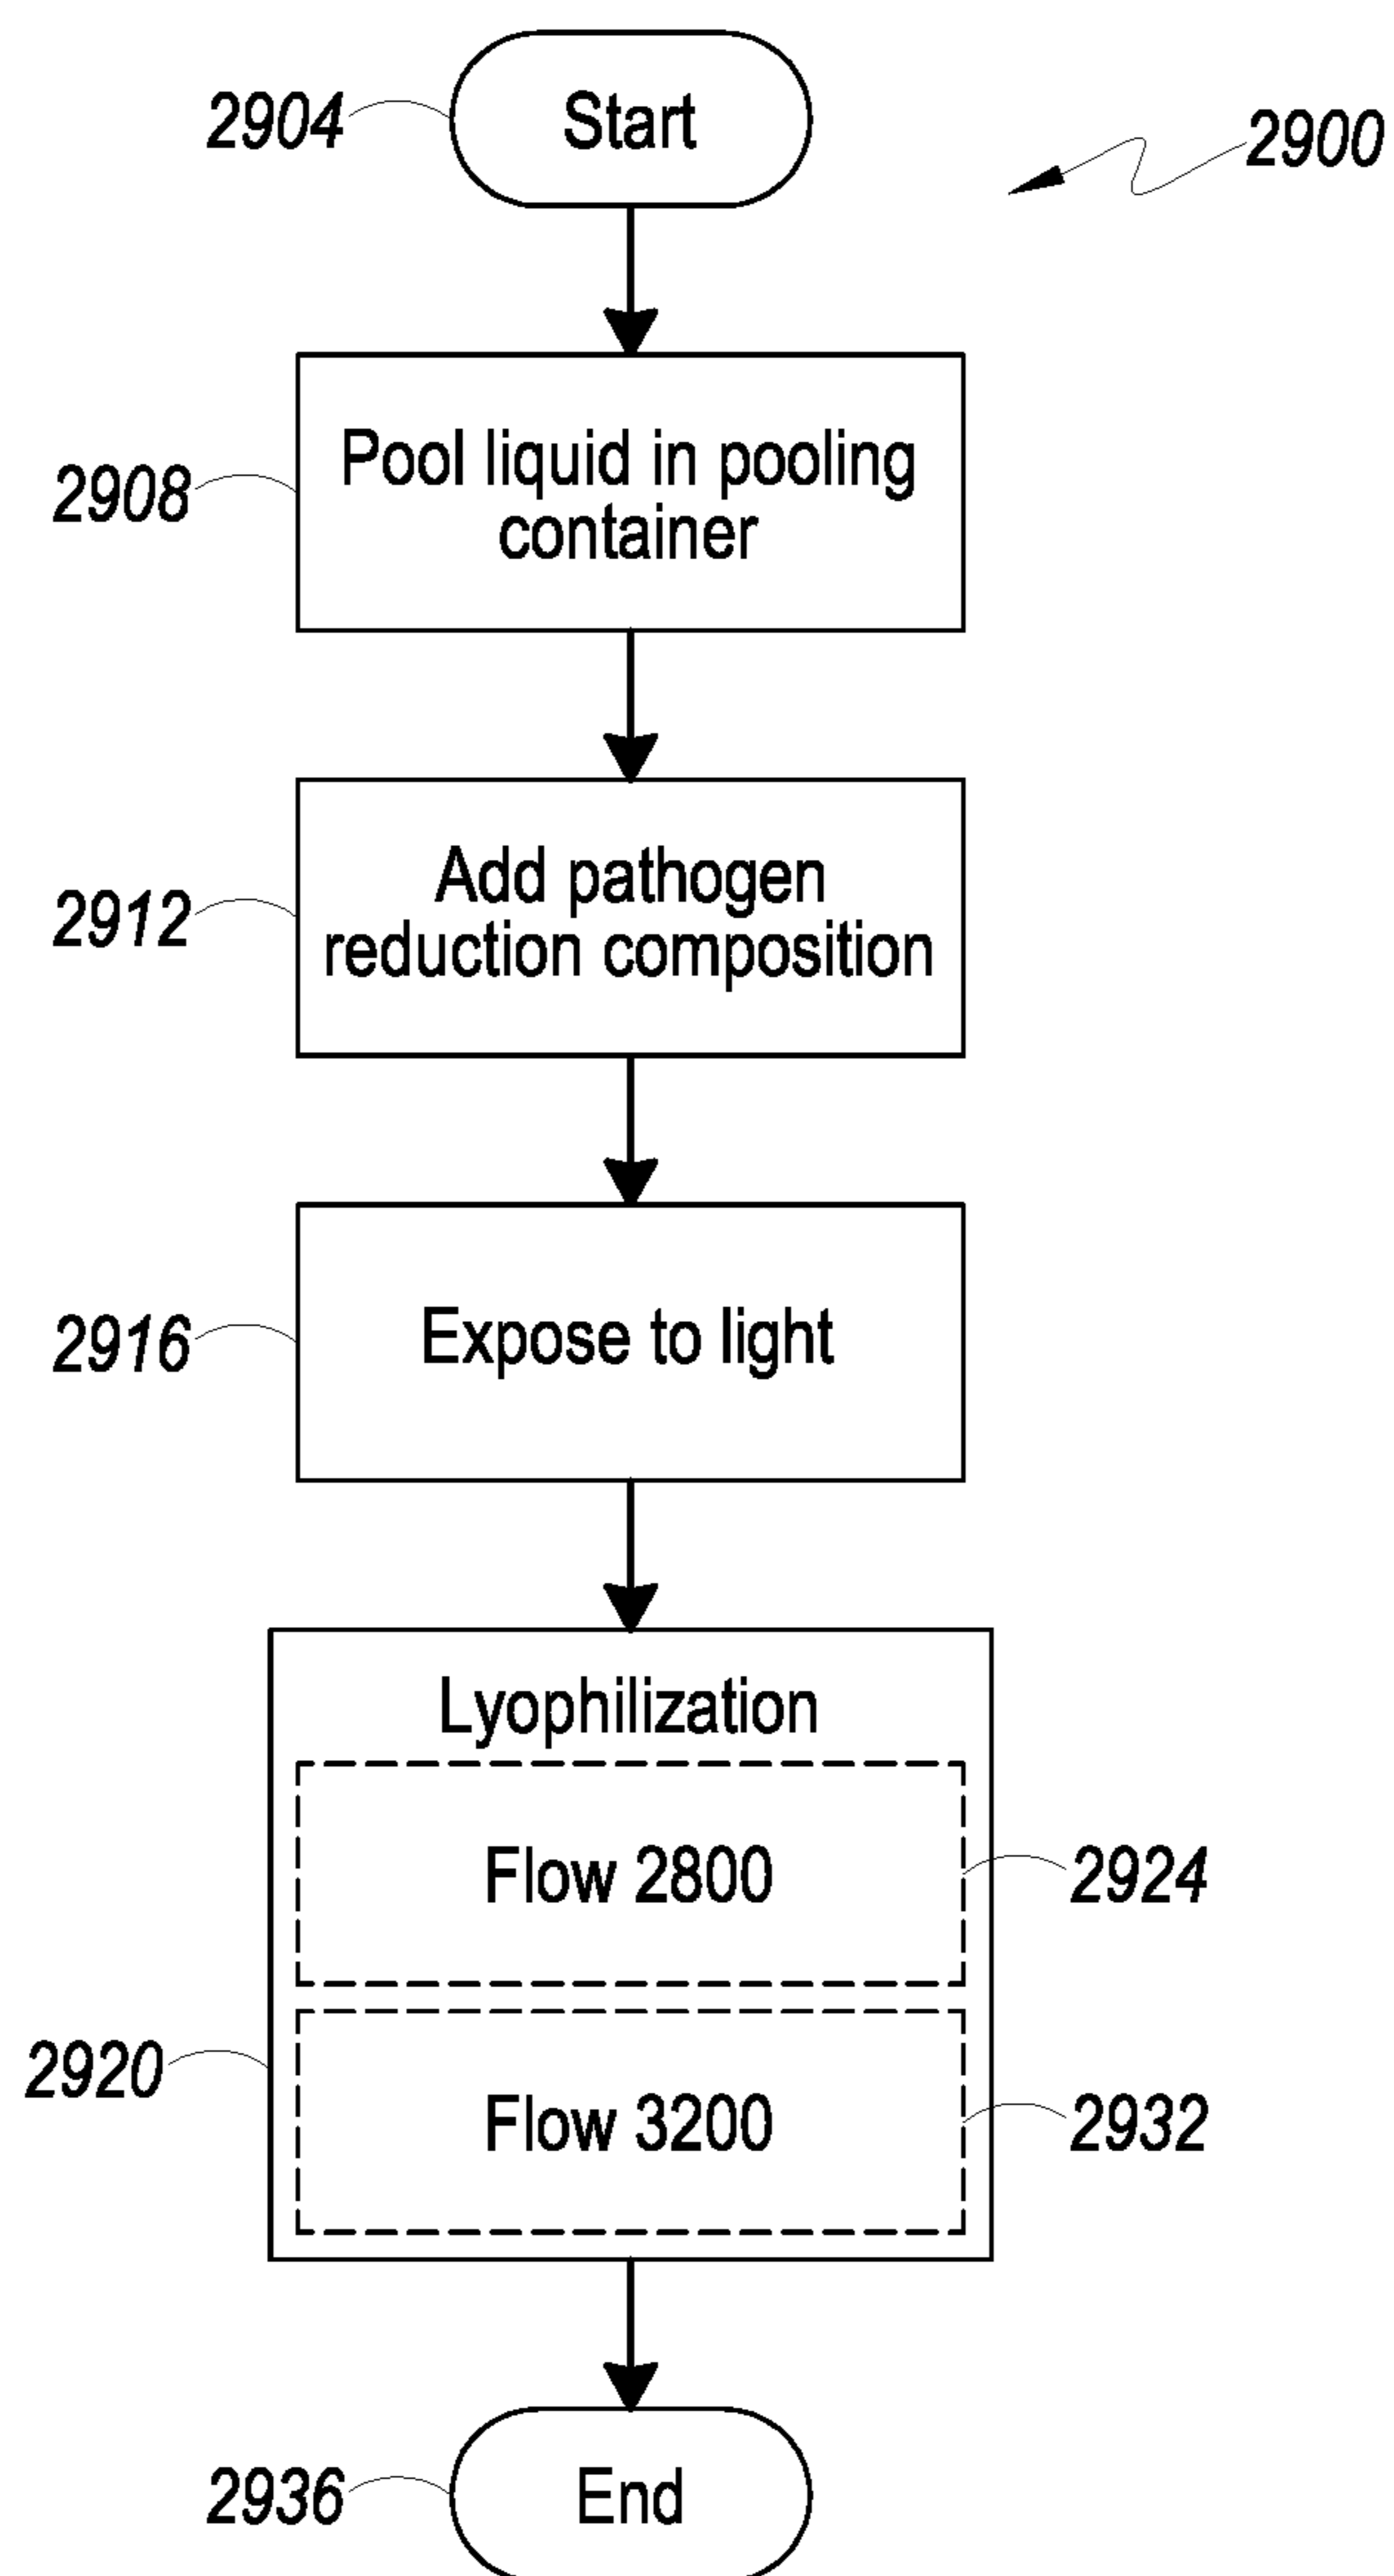 2904
Start
2900
2908
Pool liquid in pooling
container
2912
Add pathogen
reduction composition
2916
Expose to light
Lyophilization
Flow 2800
2924
2920
Flow 3200
2932
2936
End